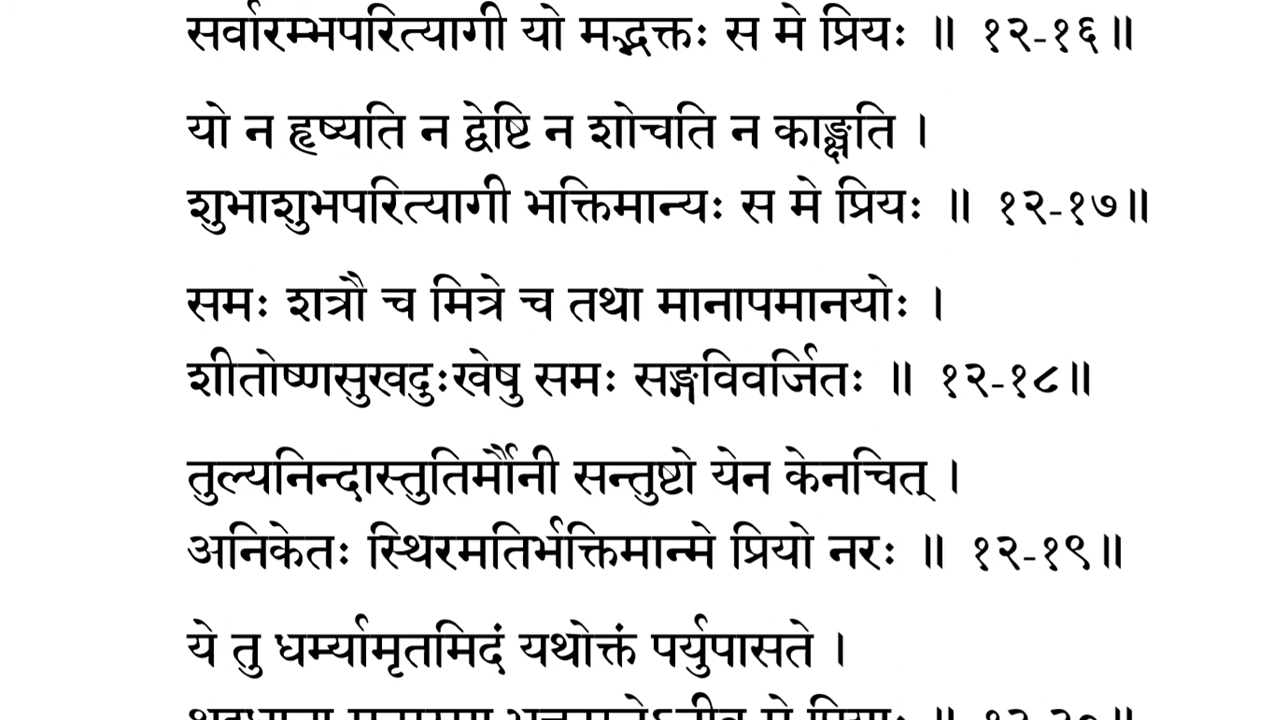 सर्वारम्भपरित्यागी यो मद्भक्तः स मे प्रियः ॥ १२-१६॥
यो न हृष्यति न द्वेष्टि न शोचति न काङ्क्षति ।
शुभाशुभपरित्यागी भक्तिमान्यः स मे प्रियः ॥ १२-१७॥
समः शत्रौ च मित्रे च तथा मानापमानयोः ।
शीतोष्णसुखदुःखेषु समः सङ्गविवर्जितः ॥ १२-१८॥
तुल्यनिन्दास्तुतिर्मौनी सन्तुष्टो येन केनचित् ।
अनिकेतः स्थिरमतिर्भक्तिमान्मे प्रियो नरः ॥ १२-१९॥
ये तु धर्म्यामृतमिदं यथोक्तं पर्युपासते ।